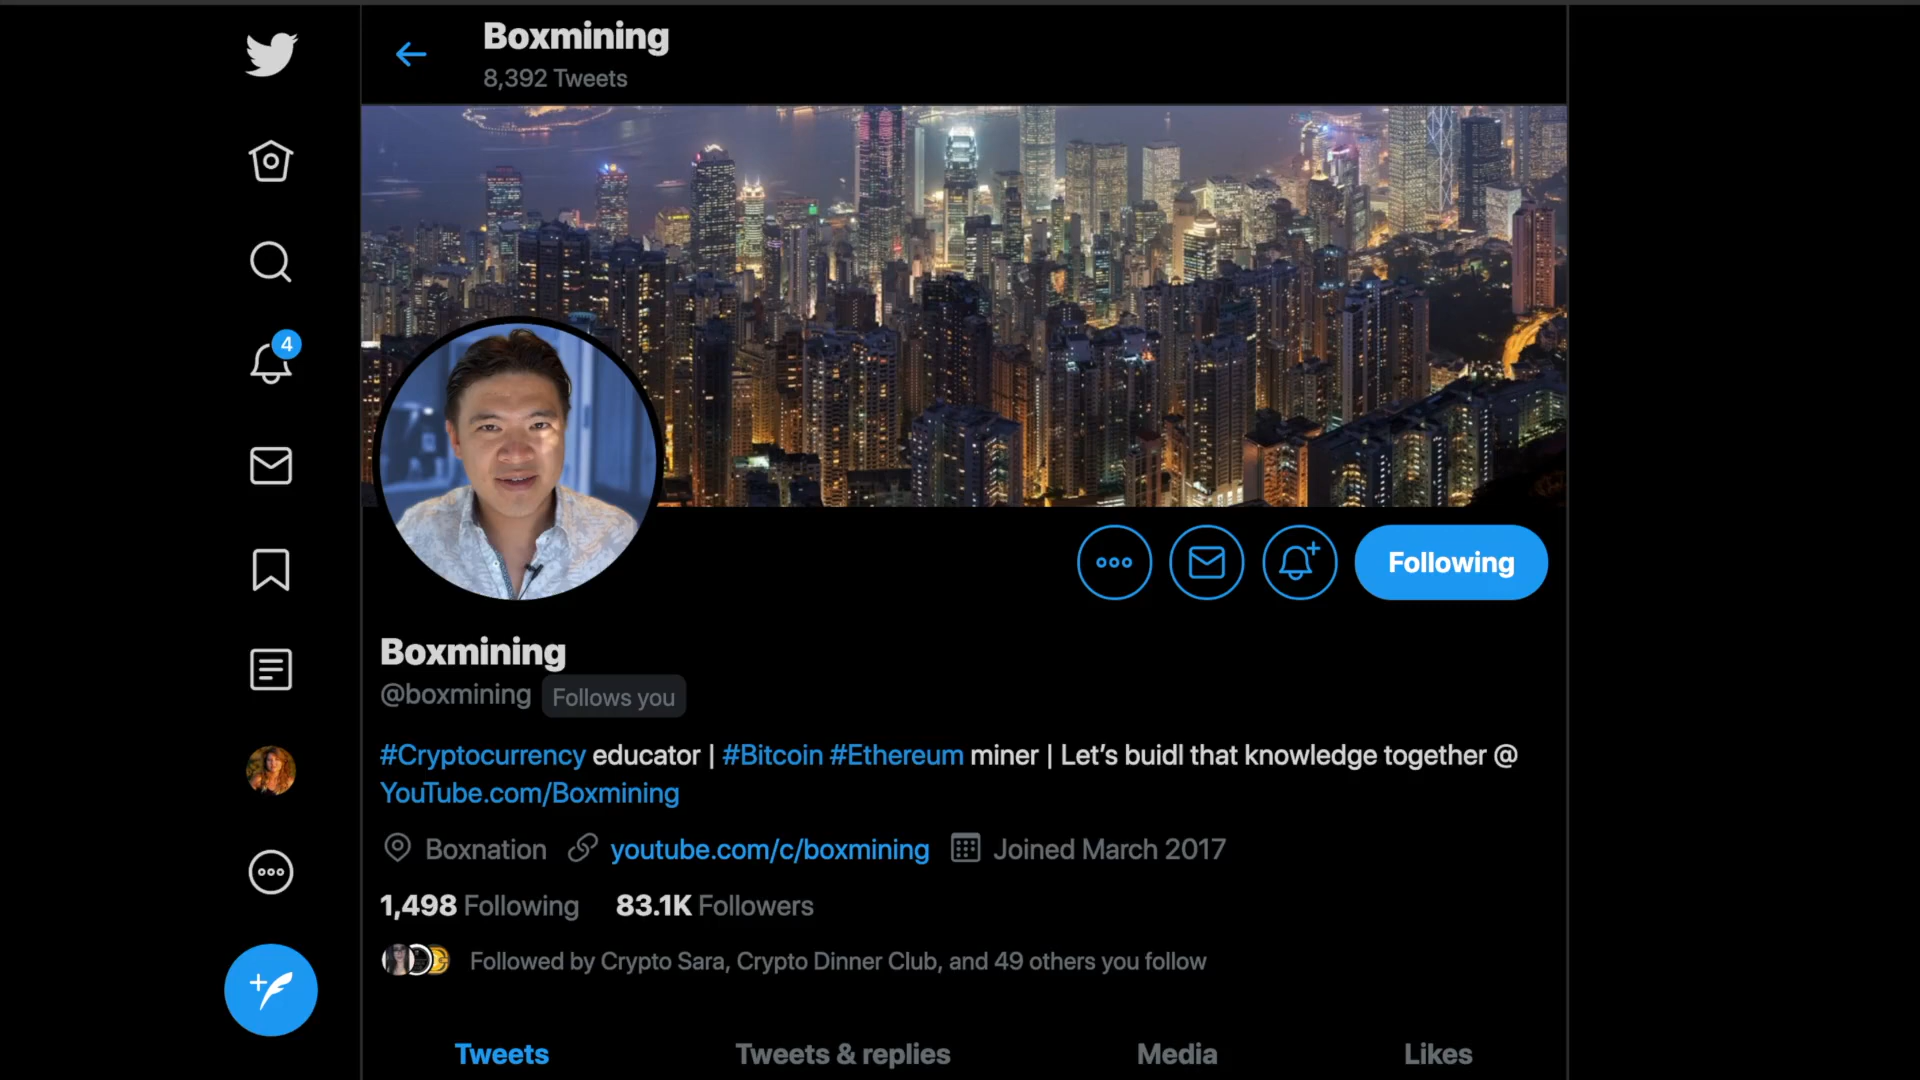 Boxmining
8,392 Tweets
4
Following
Boxmining
@boxmining Follows you
#Cryptocurrency educator | #Bitcoin #Ethereum miner | Let’s buidl that knowledge together @
YouTube.com/Boxmining
Boxnation youtube.com/c/boxmining Joined March 2017
1,498 Following 83.1K Followers
Followed by Crypto Sara, Crypto Dinner Club, and 49 others you follow
Tweets Tweets & replies Media Likes